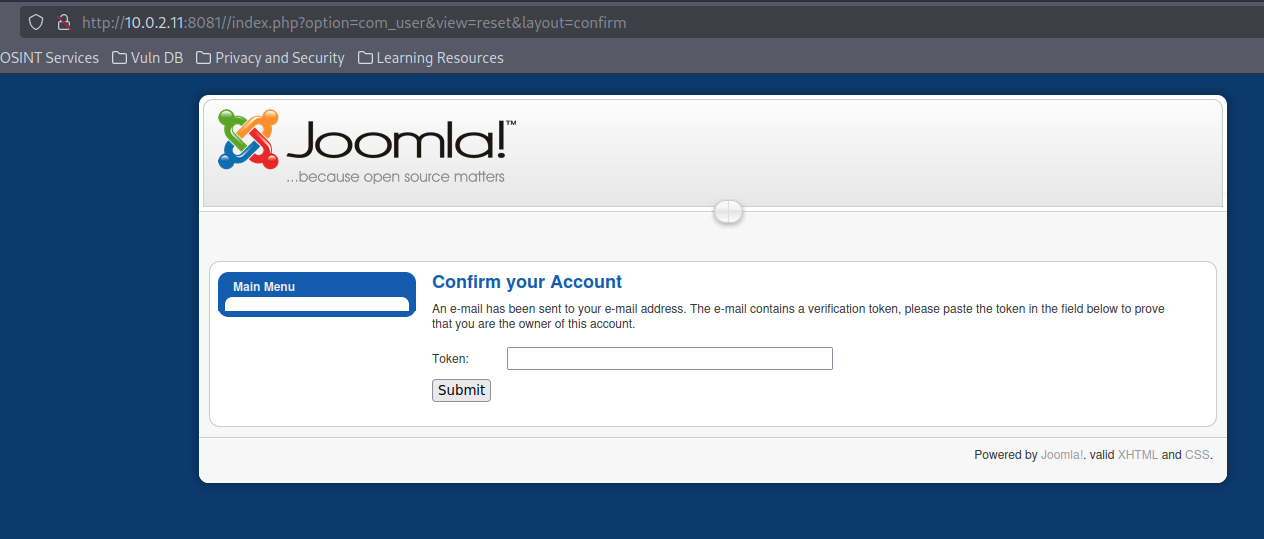 http://10.0.2.11:8081//index.php?option=com_user&view=reset&layout=confirm
OSINT Services Vuln DB Privacy and Security Learning Resources
Joomla!™
...because open source matters
Main Menu
Confirm your Account
An e-mail has been sent to your e-mail address. The e-mail contains a verification token, please paste the token in the field below to prove
that you are the owner of this account.
Token:
Submit
Powered by Joomla!. valid XHTML and CSS.